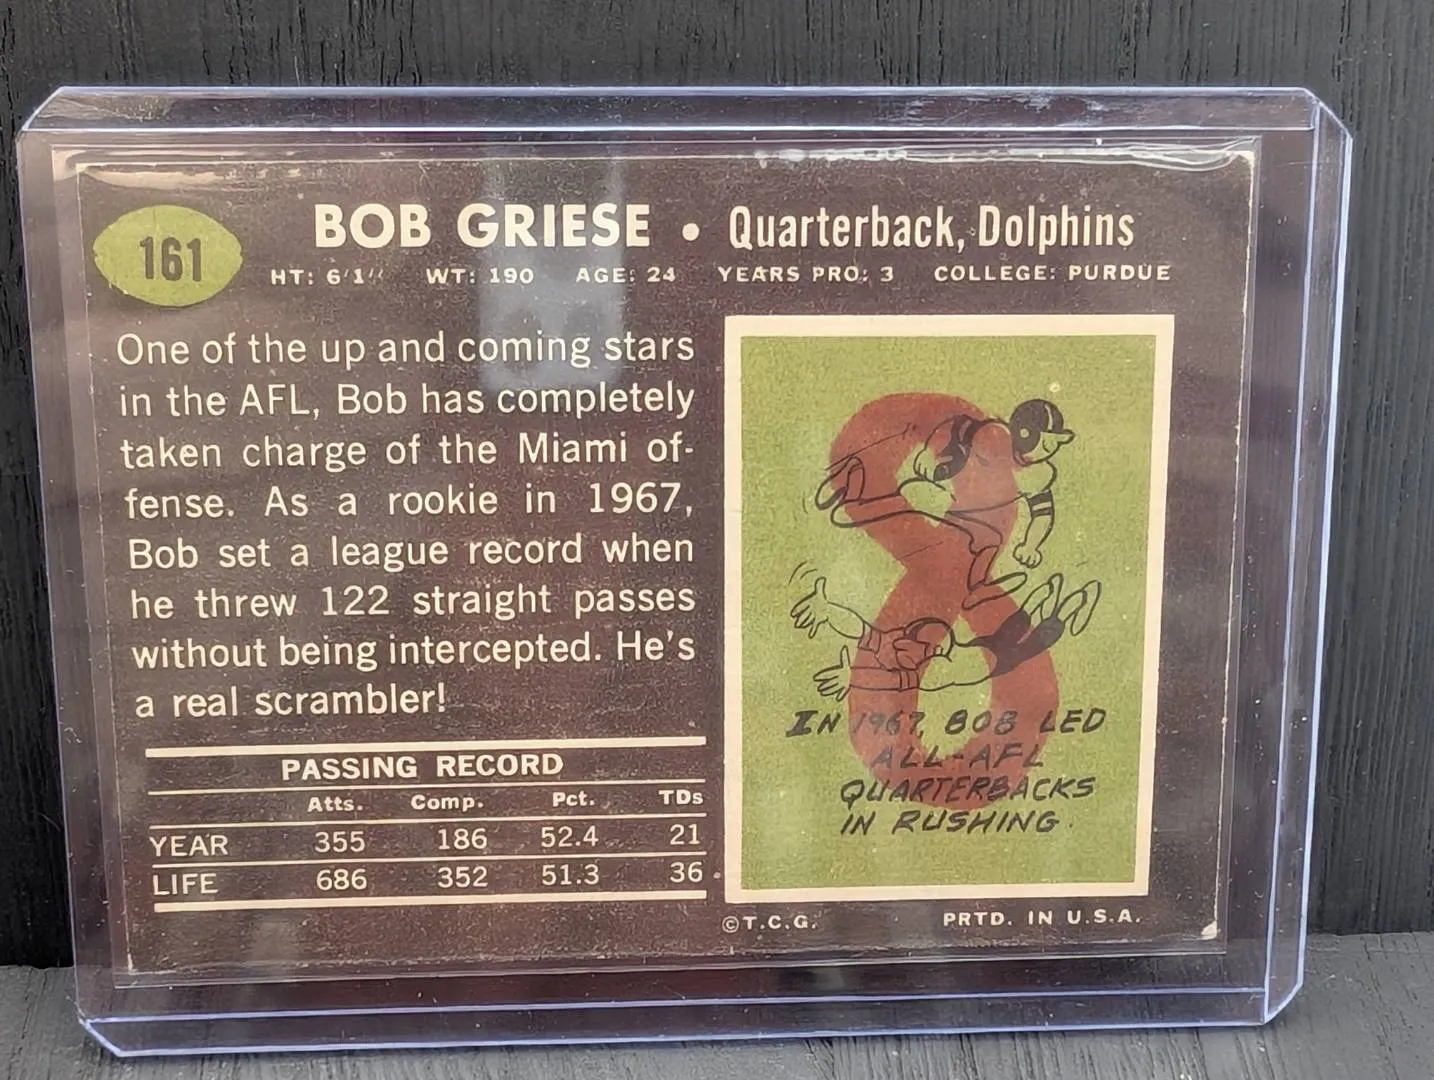 161
BOB GRIESE • Quarterback, Dolphins
HT: 6'1" WT: 190 AGE: 24 YEARS PRO: 3 COLLEGE: PURDUE
One of the up and coming stars
in the AFL, Bob has completely
taken charge of the Miami of-
fense. As a rookie in 1967,
Bob set a league record when
he threw 122 straight passes
without being intercepted. He's
a real scrambler!
PASSING RECORD
Atts. Comp. Pct. TDs
YEAR 355 186 52.4 21
LIFE 686 352 51.3 36
8
IN 1967, BOB LED
ALL-AFL
QUARTERBACKS
IN RUSHING.
©T.C.G. PRTD. IN U.S.A.